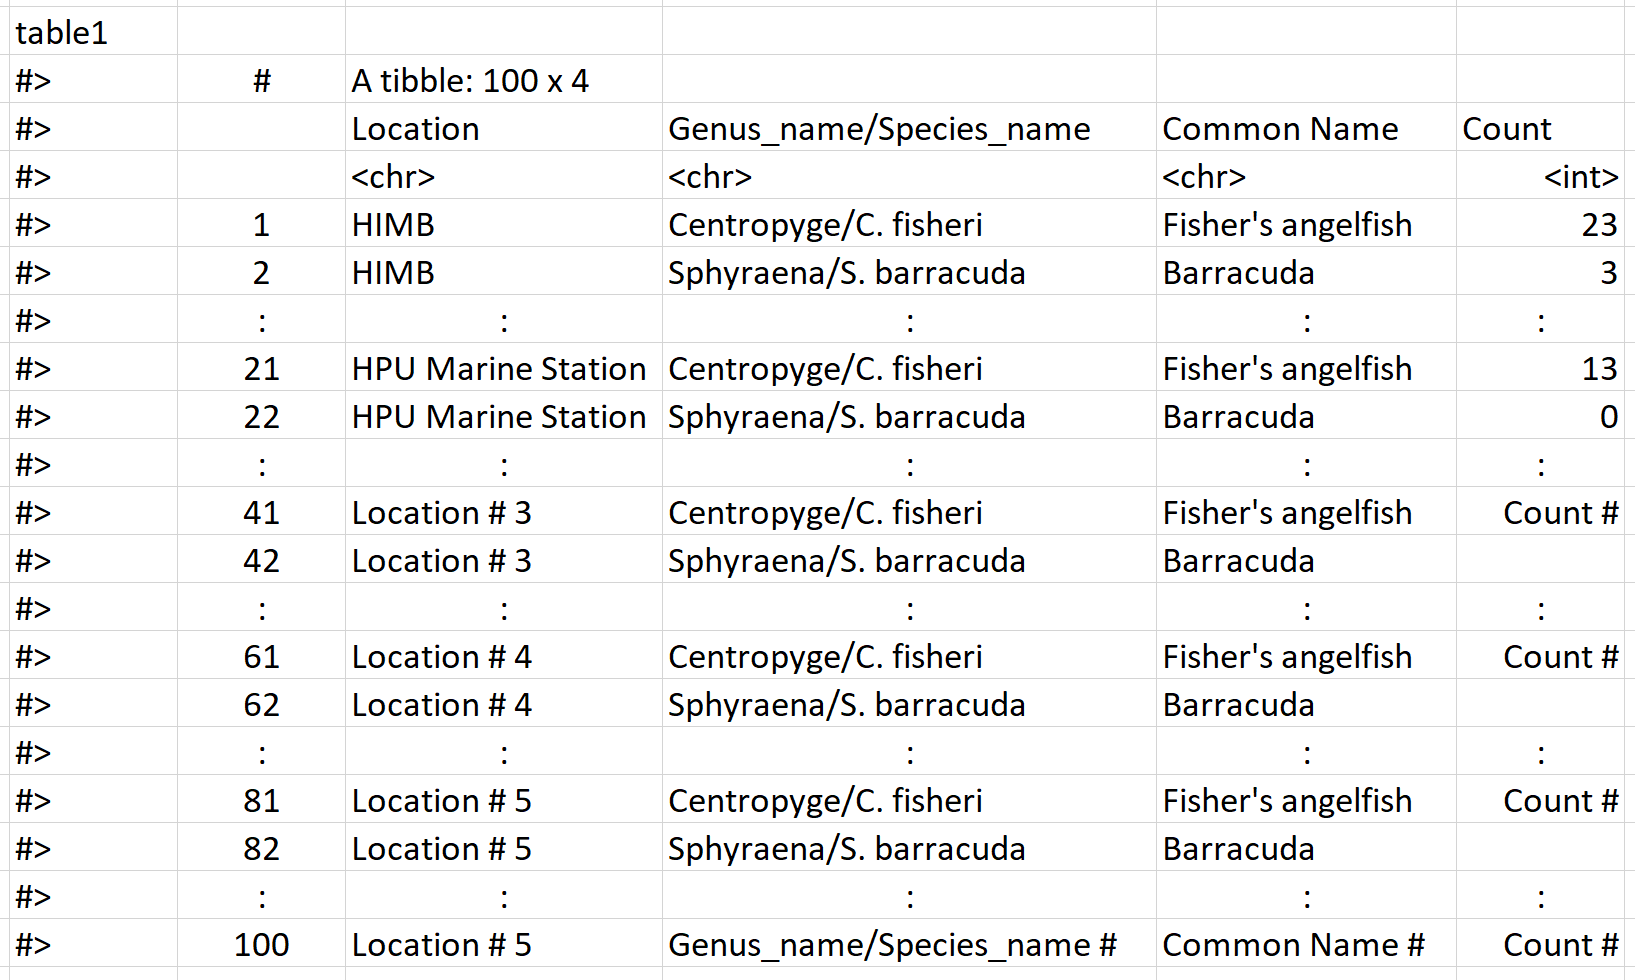 table1
#> # A tibble: 100 x 4
#> Location Genus_name/Species_name Common Name Count
#> <chr> <chr> <chr> <int>
#> 1 HIMB Centropyge/C. fisheri Fisher's angelfish 23
#> 2 HIMB Sphyraena/S. barracuda Barracuda 3
#> : : : : :
#> 21 HPU Marine Station Centropyge/C. fisheri Fisher's angelfish 13
#> 22 HPU Marine Station Sphyraena/S. barracuda Barracuda 0
#> : : : : :
#> 41 Location # 3 Centropyge/C. fisheri Fisher's angelfish Count #
#> 42 Location # 3 Sphyraena/S. barracuda Barracuda
#> : : : : :
#> 61 Location # 4 Centropyge/C. fisheri Fisher's angelfish Count #
#> 62 Location # 4 Sphyraena/S. barracuda Barracuda
#> : : : : :
#> 81 Location # 5 Centropyge/C. fisheri Fisher's angelfish Count #
#> 82 Location # 5 Sphyraena/S. barracuda Barracuda
#> : : : : :
#> 100 Location # 5 Genus_name/Species_name # Common Name # Count #